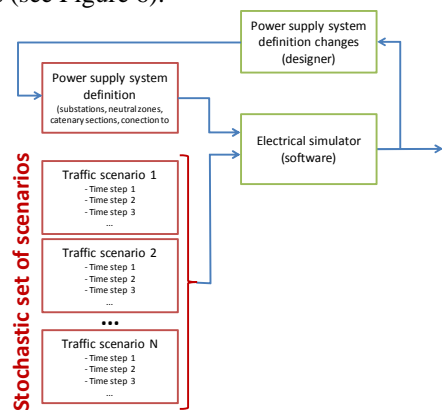 (see Figure 6).
Power supply system
definition changes
(designer)
Power supply system
definition
(substations, neutral zones,
catenary sections, conection to
Electrical simulator
(software)
Stochastic set of scenarios
Traffic scenario 1
- Time step 1
- Time step 2
- Time step 3
...
Traffic scenario 2
- Time step 1
- Time step 2
- Time step 3
...
...
Traffic scenario N
- Time step 1
- Time step 2
- Time step 3
...